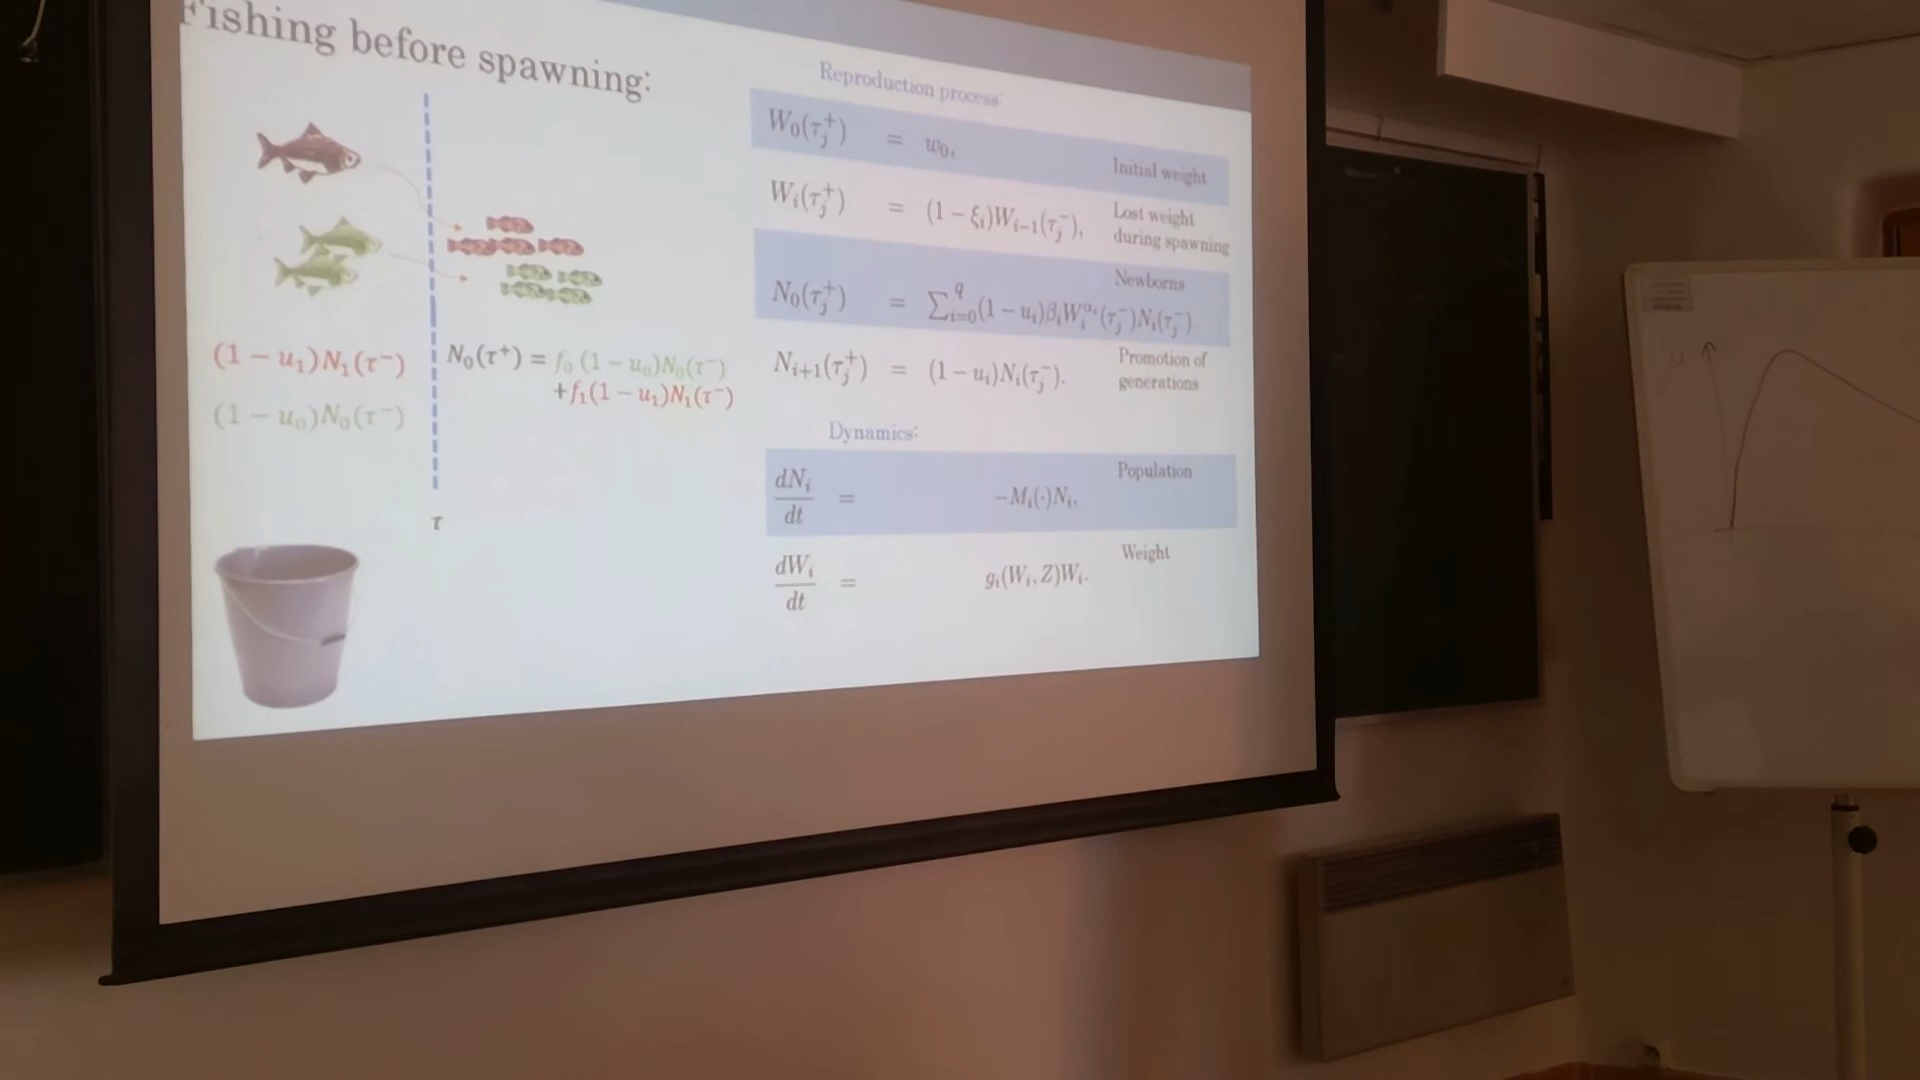 Fishing before spawning:
(1 − u₁)N₁(τ⁻)
(1 − u₀)N₀(τ⁻)
N₀(τ⁺) = f₀ (1 − u₀)N₀(τ⁻)
+f₁(1 − u₁)N₁(τ⁻)
τ
Reproduction process:
W₀(τⱼ⁺) = w₀, Initial weight
Wᵢ(τⱼ⁺) = (1 − ξᵢ)Wᵢ₋₁(τⱼ⁻), Lost weight
during spawning
Newborns
N₀(τⱼ⁺) = ∑ᵢ₌₀^q (1 − uᵢ)βᵢWᵢ^αᵢ(τⱼ⁻)Nᵢ(τⱼ⁻)
Nᵢ₊₁(τⱼ⁺) = (1 − uᵢ)Nᵢ(τⱼ⁻). Promotion of
generations
Dynamics:
dNᵢ/dt = −Mᵢ(·)Nᵢ, Population
dWᵢ/dt = gᵢ(Wᵢ, Z)Wᵢ. Weight